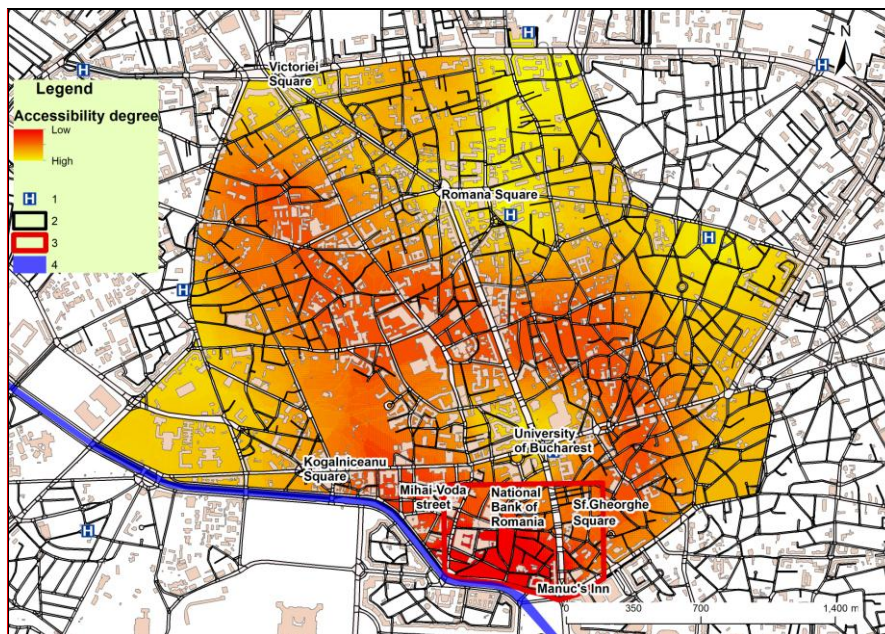 N
Victoriei
Square
H
H
H
Legend
Accessibility degree
Low
High
H 1
2
3
4
Romana Square
H
H
H
University
of Bucharest
Kogalniceanu
Square
Mihai-Voda
street
National
Bank of
Romania
Sf.Gheorghe
Square
H
Manuc's Inn
0 350 700 1,400 m